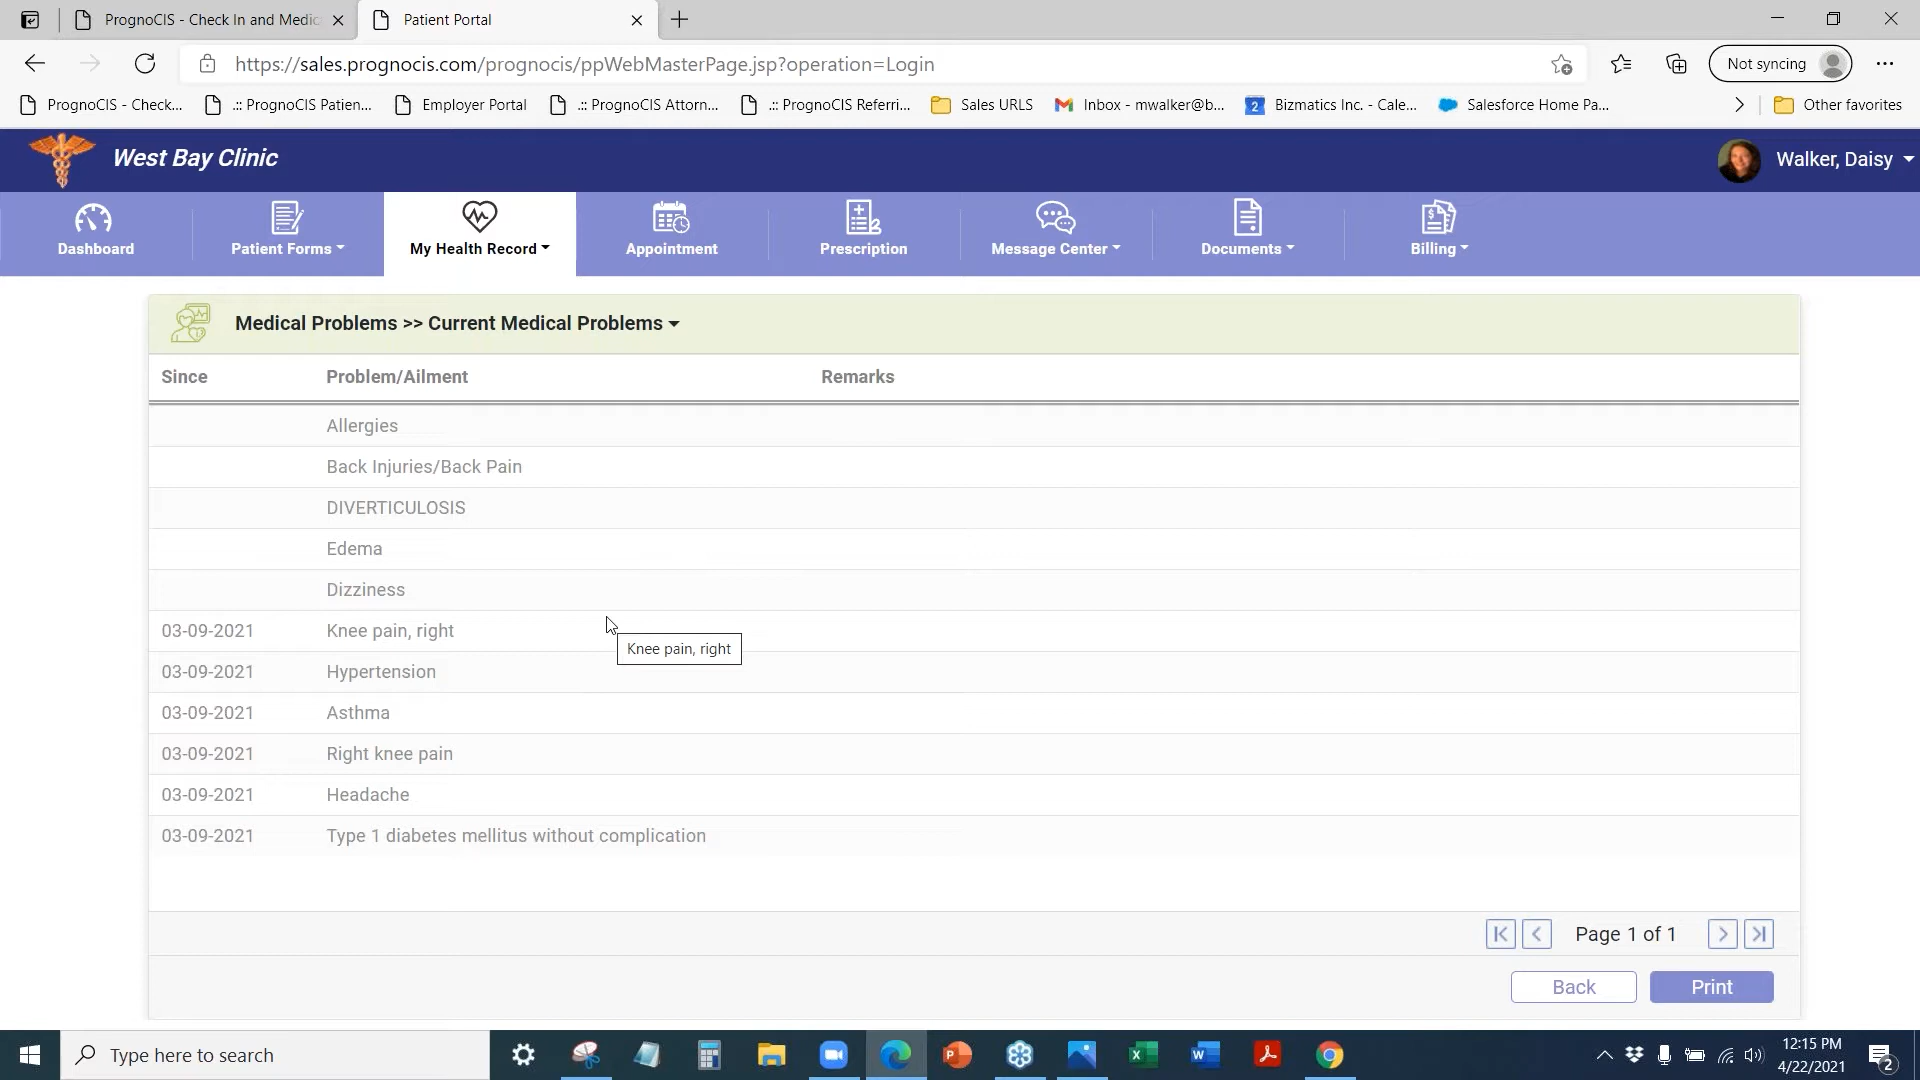 PrognoCIS - Check In and Medic
Patient Portal
https://sales.prognocis.com/prognocis/ppWebMasterPage.jsp?operation=Login
Not syncing
PrognoCIS - Check...
.:: PrognoCIS Patien...
Employer Portal
.:: PrognoCIS Attorn...
.:: PrognoCIS Referri...
Sales URLS
Inbox - mwalker@b...
2
Bizmatics Inc. - Cale...
Salesforce Home Pa...
Other favorites
West Bay Clinic
Walker, Daisy
Dashboard
Patient Forms
My Health Record
Appointment
Prescription
Message Center
Documents
Billing
Medical Problems >> Current Medical Problems
Since Problem/Ailment Remarks
Allergies
Back Injuries/Back Pain
DIVERTICULOSIS
Edema
Dizziness
03-09-2021 Knee pain, right
Knee pain, right
03-09-2021 Hypertension
03-09-2021 Asthma
03-09-2021 Right knee pain
03-09-2021 Headache
03-09-2021 Type 1 diabetes mellitus without complication
Page 1 of 1
Back
Print
Type here to search
12:15 PM
4/22/2021
2